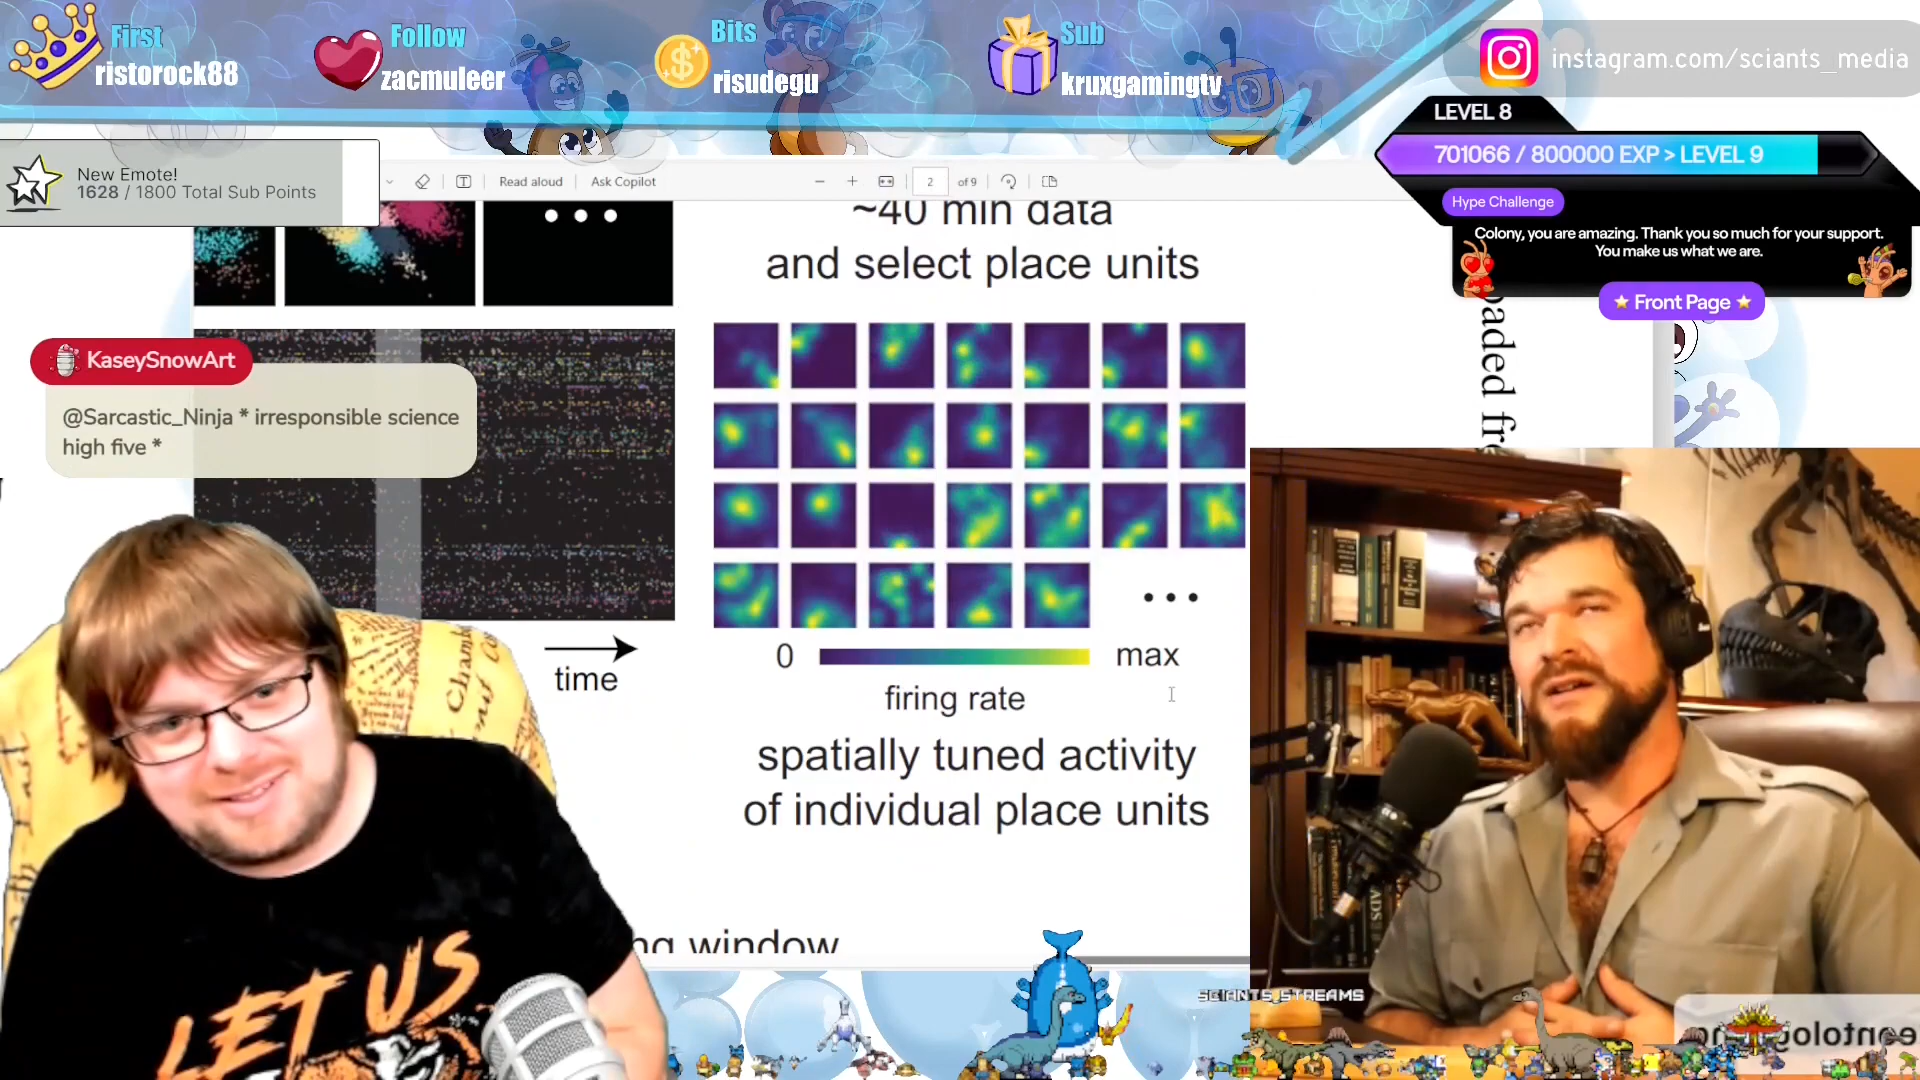 First
ristorock88
Follow
zacmuleer
Bits
risudegu
Sub
kruxgamingtv
instagram.com/sciants_media
LEVEL 8
701066 / 800000 EXP > LEVEL 9
Hype Challenge
Colony, you are amazing. Thank you so much for your support.
You make us what we are.
Front Page
New Emote!
1628 / 1800 Total Sub Points
Read aloud
Ask Copilot
2
of 9
~40 min data
and select place units
KaseySnowArt
@Sarcastic_Ninja * irresponsible science
high five *
time
0
max
firing rate
spatially tuned activity
of individual place units
window
LET US
SCIANTS_STREAMS